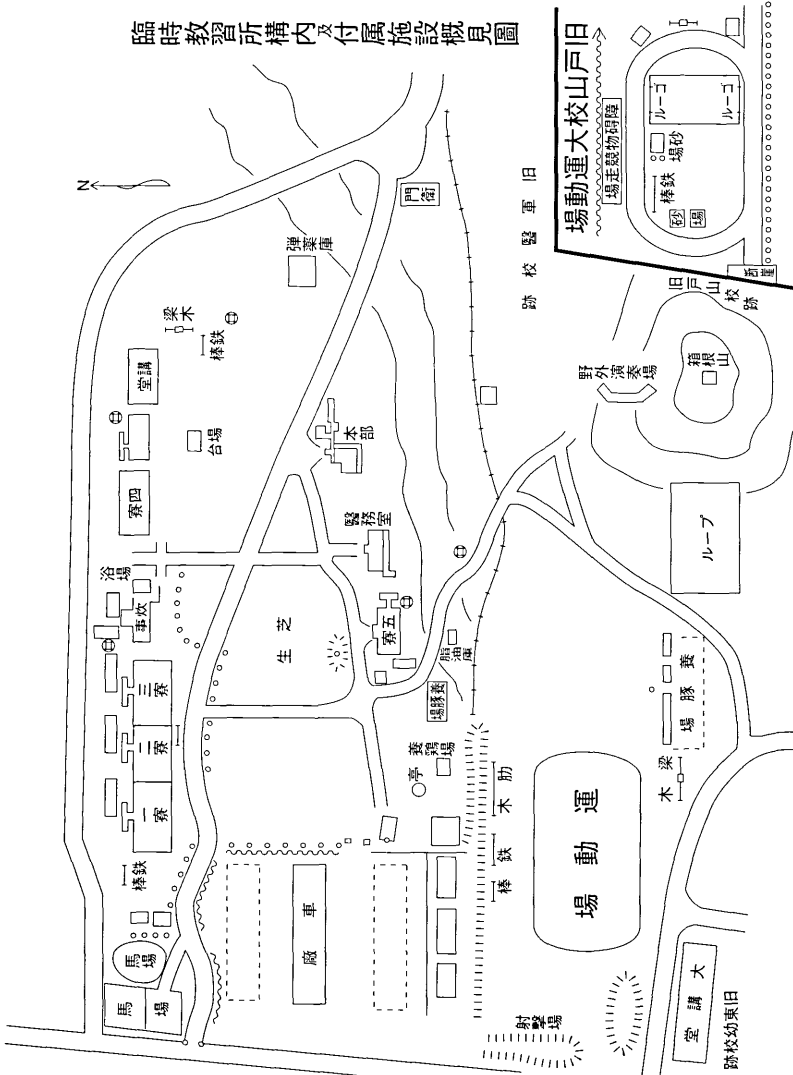 臨時教習所構内及付属施設概見圖
N
旧戸山校大運動場
障碍物競走場
ゴール
ゴール
砂場
鉄棒
砂場
断崖
旧軍醫校跡
旧戸山校跡
門衛
弾薬庫
梁木
鉄棒
講堂
台場
四寮
本部
醫務室
野外演奏場
箱根山
浴場
炊事
芝生
五寮
脂油庫
養豚場
プール
三寮
二寮
一寮
養鶏場
亭
肋木
鉄棒
養豚場
梁木
鉄棒
馬場
馬場
車廠
運動場
射撃場
大講堂
旧東幼校跡